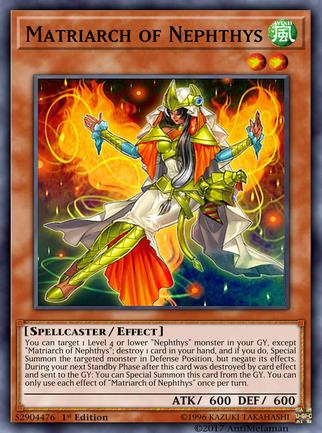 Matriarch of Nephthys
WIND
風
[Spellcaster / Effect]
You can target 1 Level 4 or lower "Nephthys" monster in your GY, except
"Matriarch of Nephthys"; destroy 1 card in your hand, and if you do, Special
Summon the targeted monster in Defense Position, but negate its effects.
During your next Standby Phase after this card was destroyed by card effect
and sent to the GY: You can Special Summon this card from the GY. You can
only use each effect of "Matriarch of Nephthys" once per turn.
ATK/ 600 DEF/ 600
52904476 1st Edition ©1996 KAZUKI TAKAHASHI
©2017 AntiMetaman